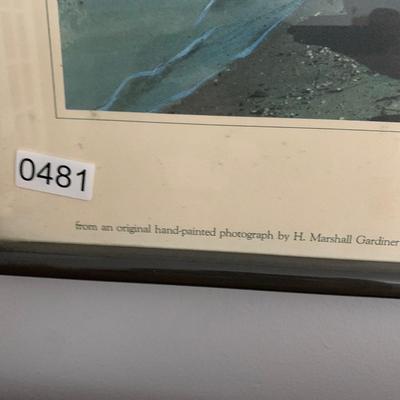 0481
from an original hand-painted photograph by H. Marshall Gardiner